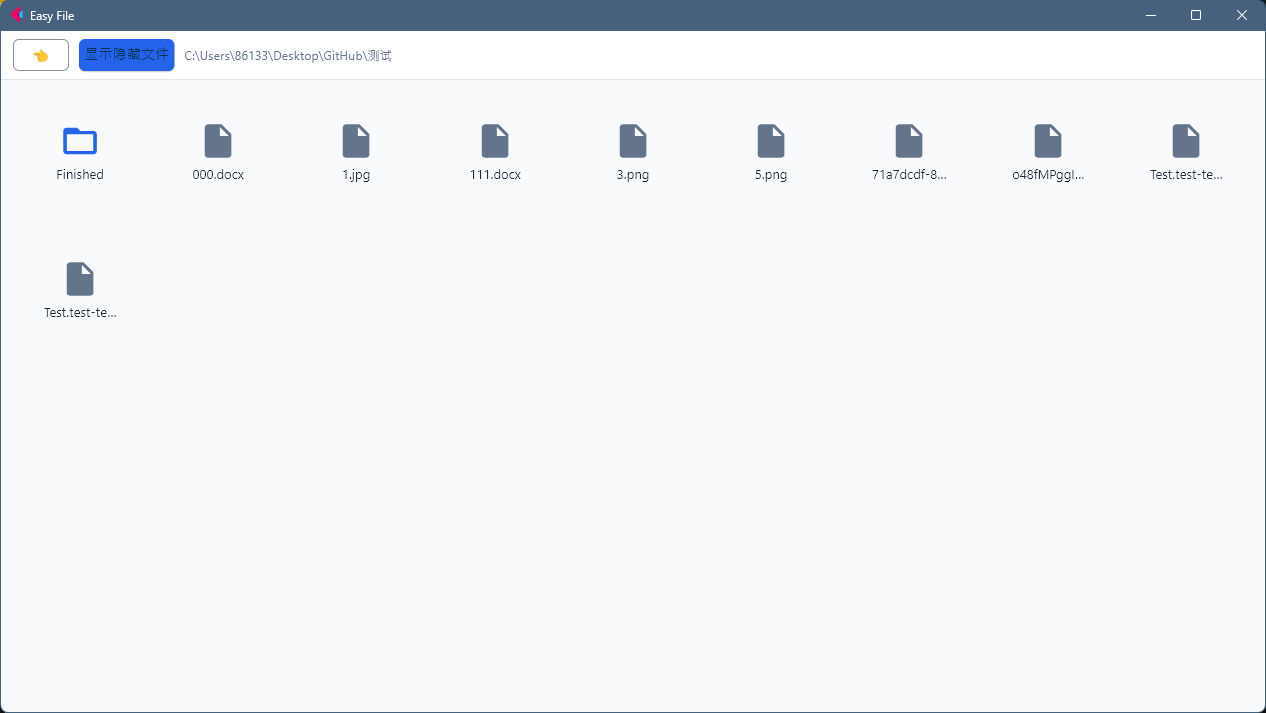 Easy File
显示隐藏文件 C:\Users\86133\Desktop\GitHub\测试
Finished 000.docx 1.jpg 111.docx 3.png 5.png 71a7dcdf-8... o48fMPggI... Test.test-te...
Test.test-te...